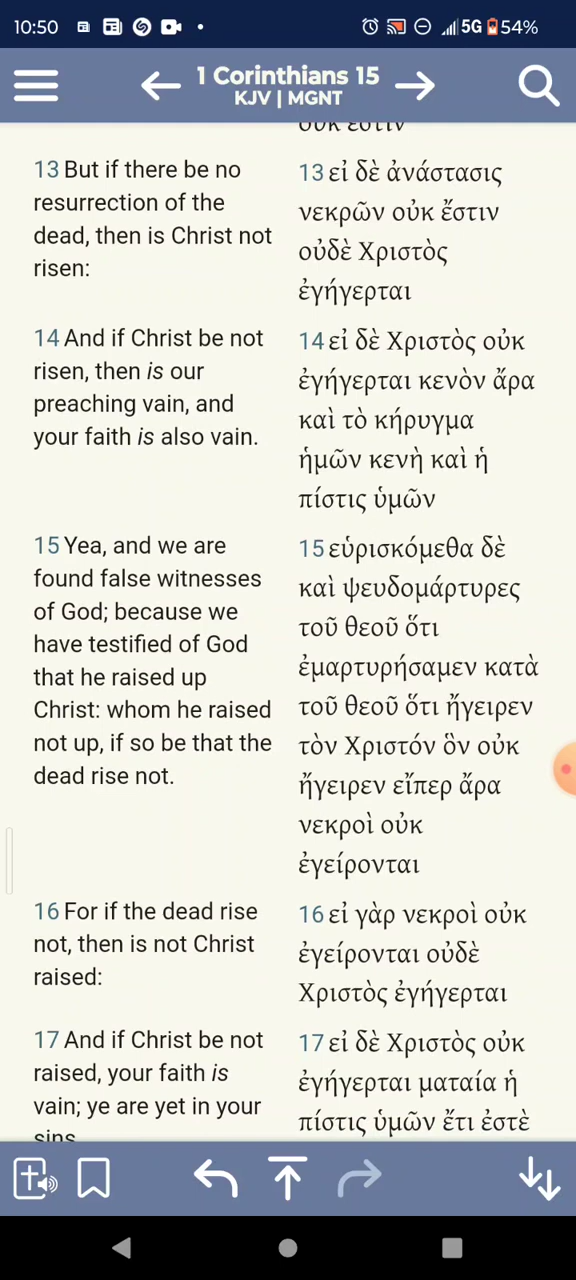 10:50
5G 54%
1 Corinthians 15
KJV | MGNT
οὐκ ἔστιν
13 But if there be no
resurrection of the
dead, then is Christ not
risen:
13 εἰ δὲ ἀνάστασις
νεκρῶν οὐκ ἔστιν
οὐδὲ Χριστὸς
ἐγήγερται
14 And if Christ be not
risen, then is our
preaching vain, and
your faith is also vain.
14 εἰ δὲ Χριστὸς οὐκ
ἐγήγερται κενὸν ἄρα
καὶ τὸ κήρυγμα
ἡμῶν κενὴ καὶ ἡ
πίστις ὑμῶν
15 Yea, and we are
found false witnesses
of God; because we
have testified of God
that he raised up
Christ: whom he raised
not up, if so be that the
dead rise not.
15 εὑρισκόμεθα δὲ
καὶ ψευδομάρτυρες
τοῦ θεοῦ ὅτι
ἐμαρτυρήσαμεν κατὰ
τοῦ θεοῦ ὅτι ἤγειρεν
τὸν Χριστόν ὃν οὐκ
ἤγειρεν εἴπερ ἄρα
νεκροὶ οὐκ
ἐγείρονται
16 For if the dead rise
not, then is not Christ
raised:
16 εἰ γὰρ νεκροὶ οὐκ
ἐγείρονται οὐδὲ
Χριστὸς ἐγήγερται
17 And if Christ be not
raised, your faith is
vain; ye are yet in your
sins
17 εἰ δὲ Χριστὸς οὐκ
ἐγήγερται ματαία ἡ
πίστις ὑμῶν ἔτι ἐστὲ